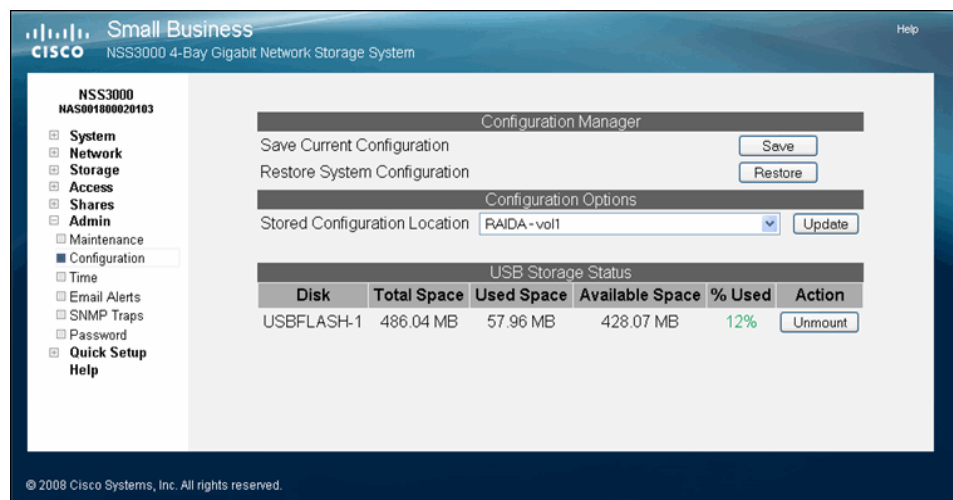 Small Business
Help
CISCO
NSS3000 4-Bay Gigabit Network Storage System
NSS3000
NAS001800020103
System
Network
Storage
Access
Shares
Admin
Maintenance
Configuration
Time
Email Alerts
SNMP Traps
Password
Quick Setup
Help
Configuration Manager
Save Current Configuration Save
Restore System Configuration Restore
Configuration Options
Stored Configuration Location RAIDA-vol1 Update
USB Storage Status
Disk Total Space Used Space Available Space % Used Action
USBFLASH-1 486.04 MB 57.96 MB 428.07 MB 12% Unmount
© 2008 Cisco Systems, Inc. All rights reserved.